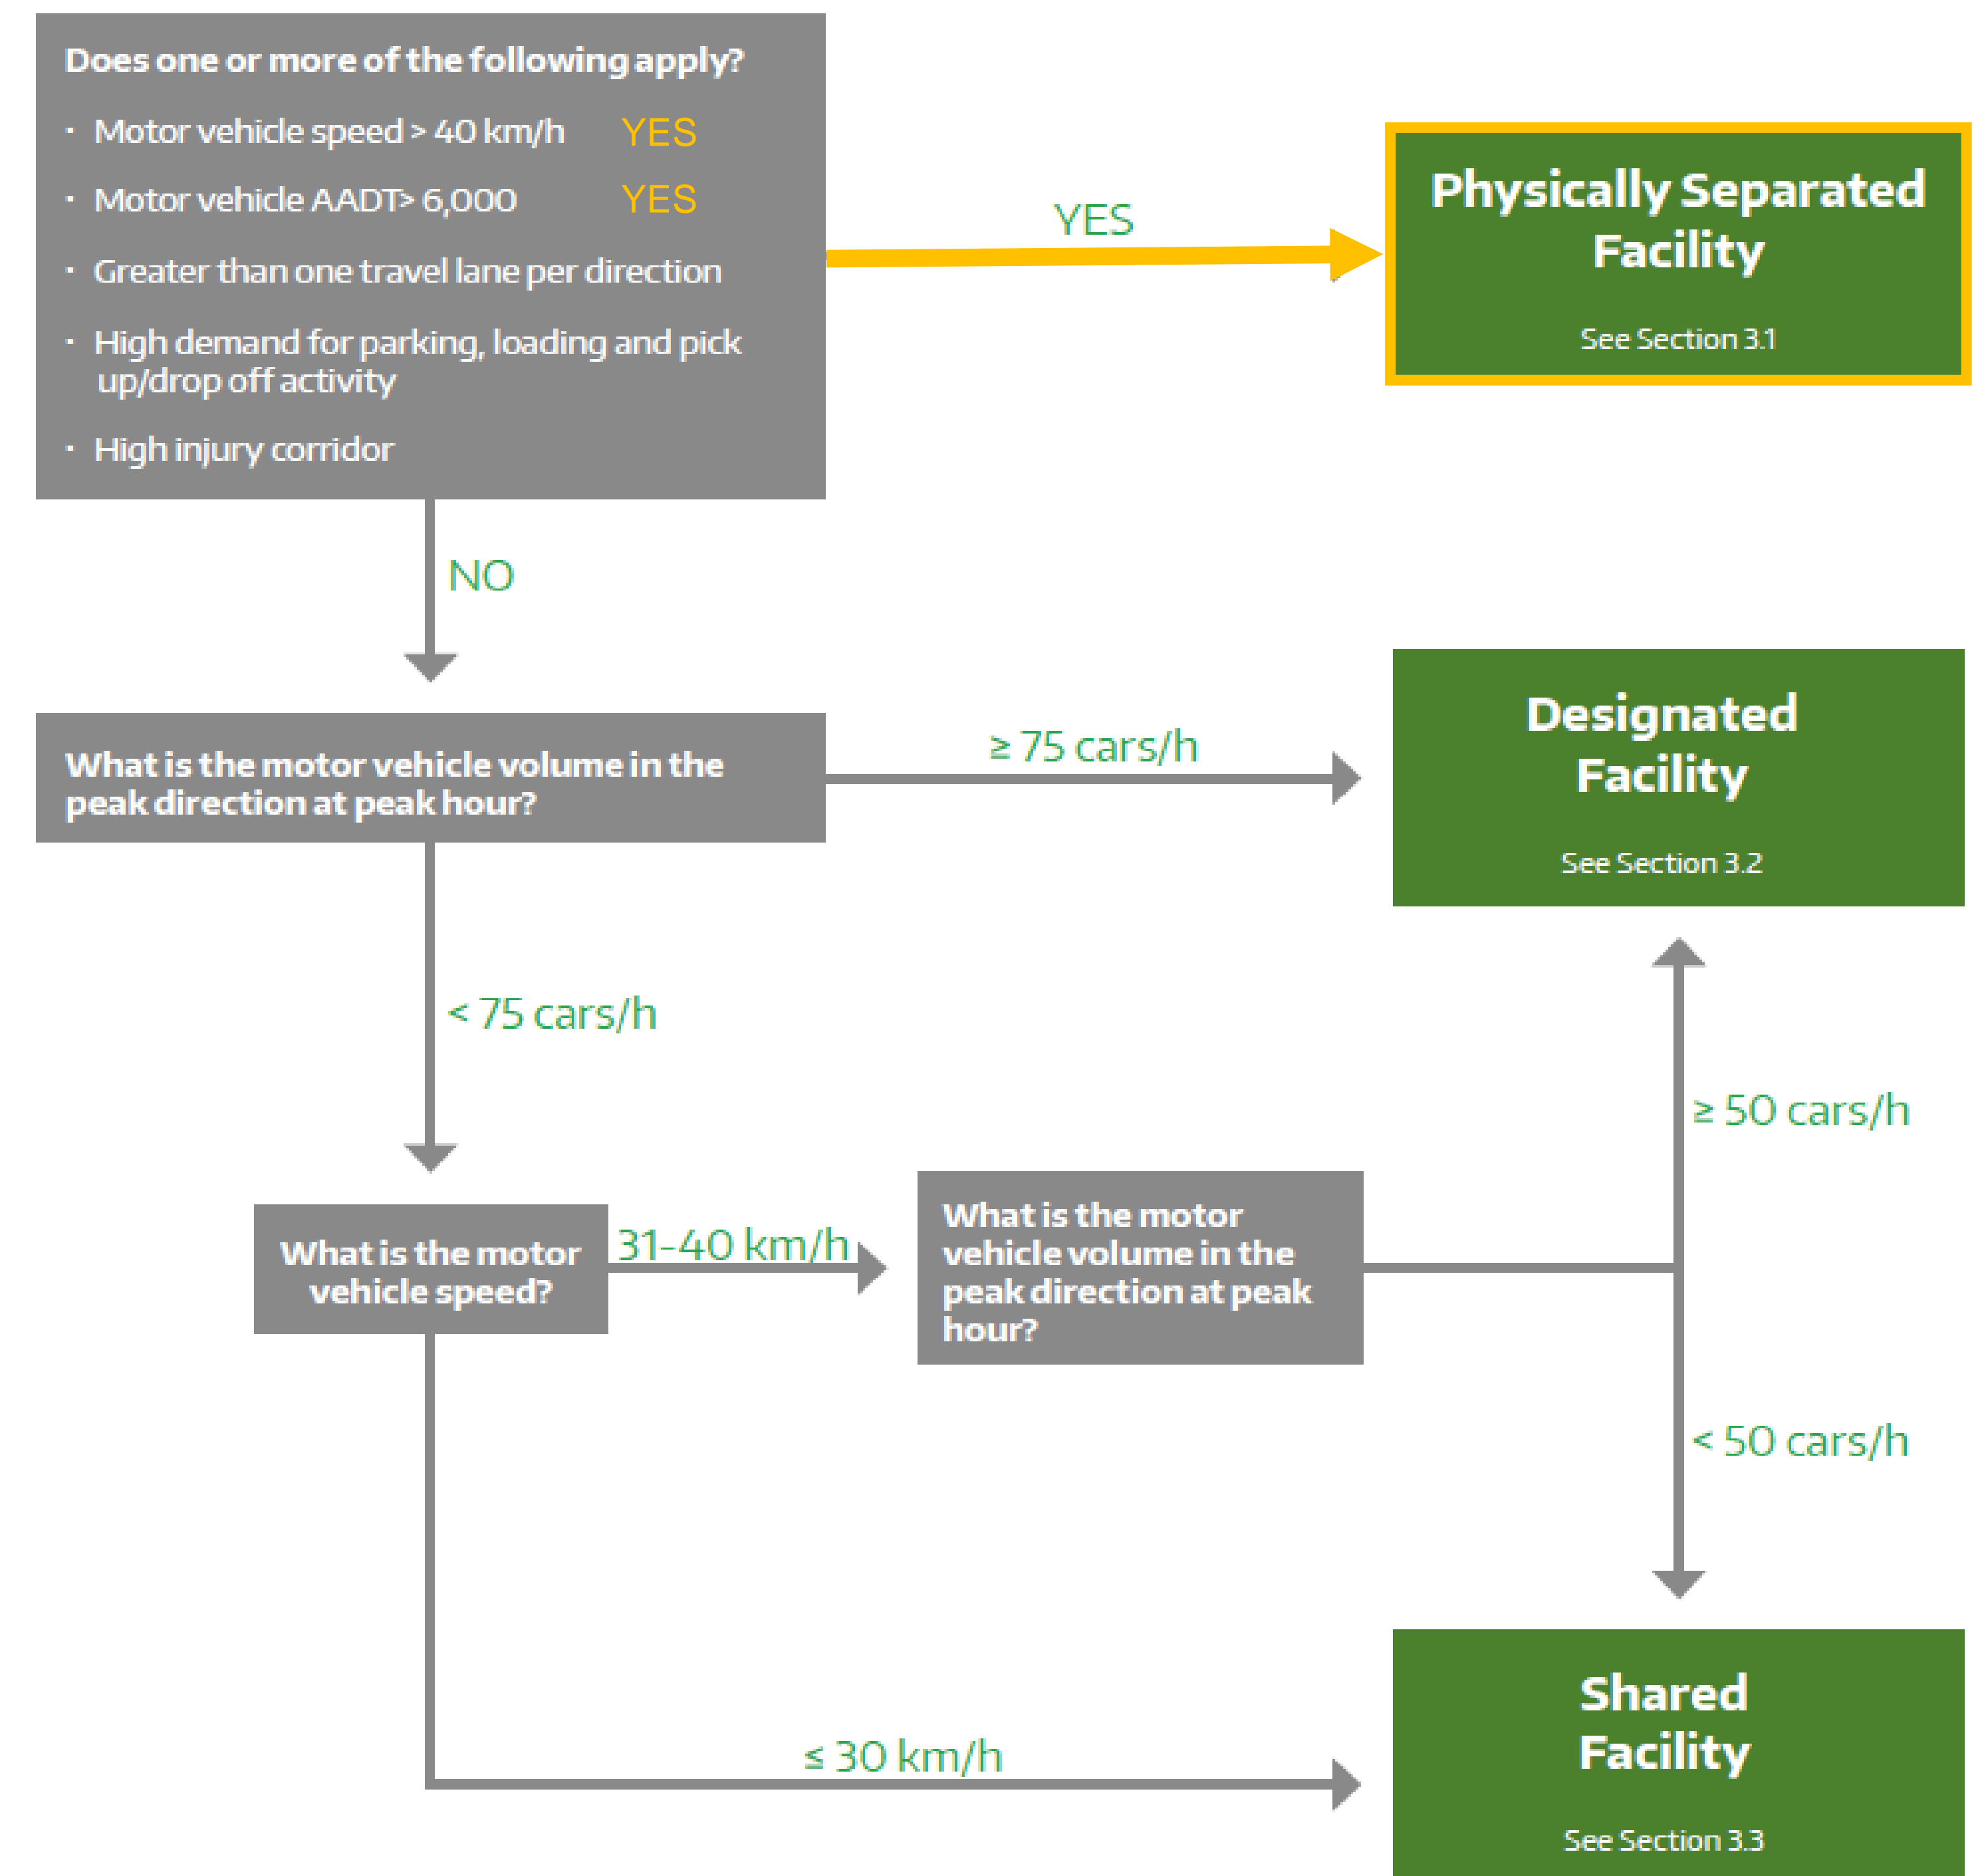 Does one or more of the following apply?
· Motor vehicle speed > 40 km/h YES
· Motor vehicle AADT> 6,000 YES
· Greater than one travel lane per direction
· High demand for parking, loading and pick
up/drop off activity
· High injury corridor
YES
Physically Separated
Facility
See Section 3.1
NO
What is the motor vehicle volume in the
peak direction at peak hour?
≥ 75 cars/h
Designated
Facility
See Section 3.2
< 75 cars/h
≥ 50 cars/h
What is the motor
vehicle speed?
31-40 km/h
What is the motor
vehicle volume in the
peak direction at peak
hour?
< 50 cars/h
≤ 30 km/h
Shared
Facility
See Section 3.3